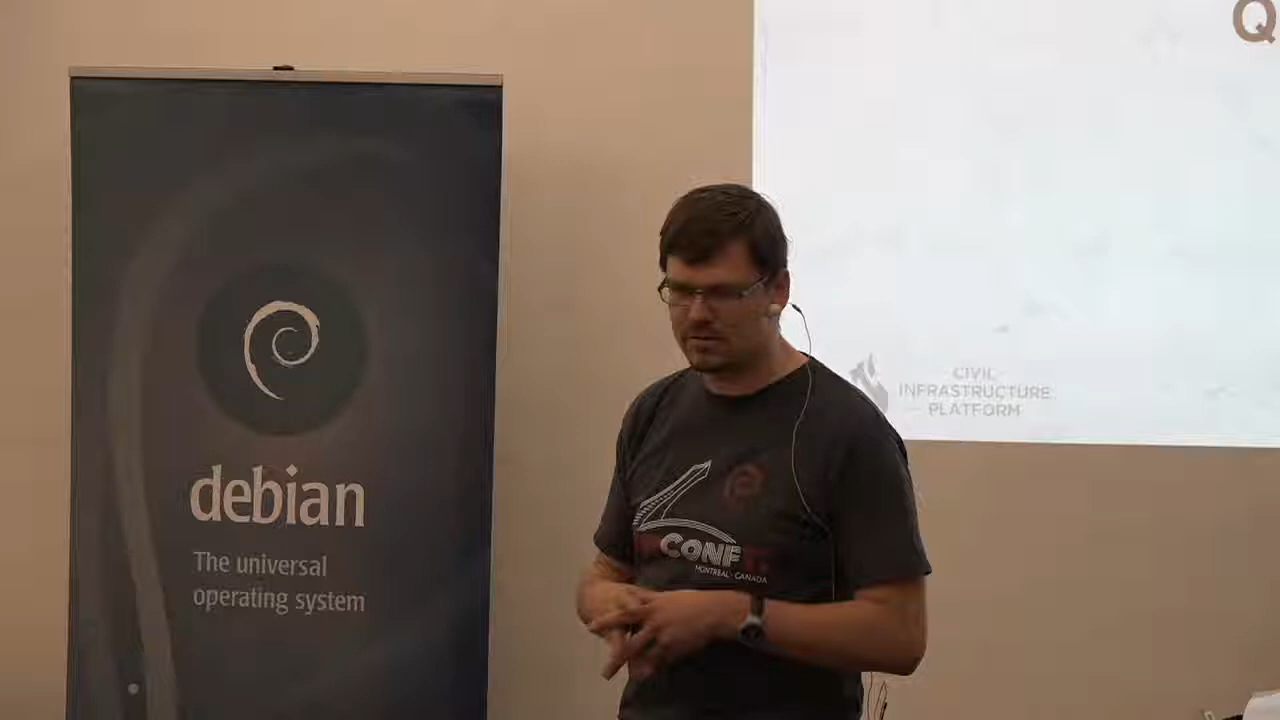 debian
The universal
operating system
Q
CIVIL
INFRASTRUCTURE
PLATFORM
CONF
MONTREAL · CANADA